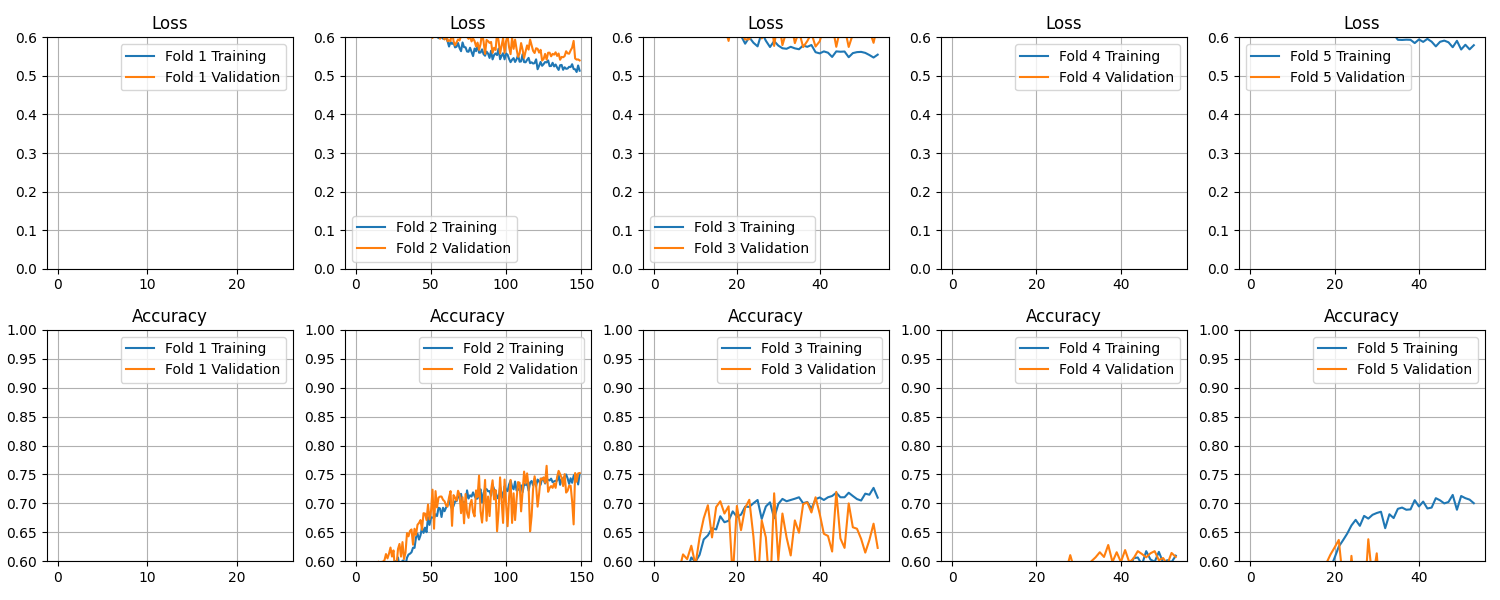 Loss Loss Loss Loss Loss
0.6 0.6 0.6 0.6 0.6
Fold 1 Training Fold 4 Training Fold 5 Training
0.5 0.5 0.5 0.5 0.5
Fold 1 Validation Fold 4 Validation Fold 5 Validation
0.4 0.4 0.4 0.4 0.4
0.3 0.3 0.3 0.3 0.3
0.2 0.2 0.2 0.2 0.2
Fold 2 Training Fold 3 Training
0.1 0.1 0.1 0.1 0.1
Fold 2 Validation Fold 3 Validation
0.0 0.0 0.0 0.0 0.0
0 10 20 0 50 100 150 0 20 40 0 20 40 0 20 40
Accuracy Accuracy Accuracy Accuracy Accuracy
1.00 1.00 1.00 1.00 1.00
Fold 1 Training Fold 2 Training Fold 3 Training Fold 4 Training Fold 5 Training
0.95 0.95 0.95 0.95 0.95
Fold 1 Validation Fold 2 Validation Fold 3 Validation Fold 4 Validation Fold 5 Validation
0.90 0.90 0.90 0.90 0.90
0.85 0.85 0.85 0.85 0.85
0.80 0.80 0.80 0.80 0.80
0.75 0.75 0.75 0.75 0.75
0.70 0.70 0.70 0.70 0.70
0.65 0.65 0.65 0.65 0.65
0.60 0.60 0.60 0.60 0.60
0 10 20 0 50 100 150 0 20 40 0 20 40 0 20 40